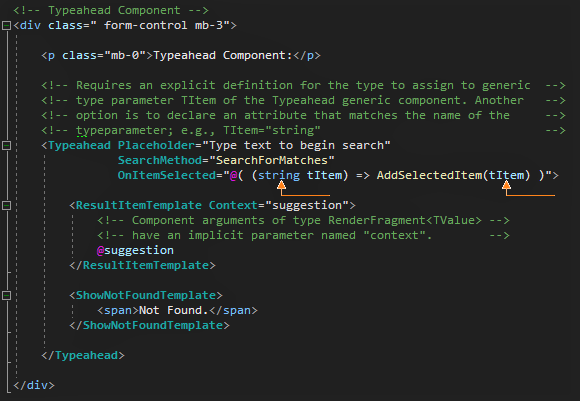 <!-- Typeahead Component -->
<div class=" form-control mb-3">
<p class="mb-0">Typeahead Component:</p>
<!-- Requires an explicit definition for the type to assign to generic -->
<!-- type parameter TItem of the Typeahead generic component. Another -->
<!-- option is to declare an attribute that matches the name of the -->
<!-- typeparameter; e.g., TItem="string" -->
<Typeahead Placeholder="Type text to begin search"
SearchMethod="SearchForMatches"
OnItemSelected="@( (string tItem) => AddSelectedItem(tItem) )">
<ResultItemTemplate Context="suggestion">
<!-- Component arguments of type RenderFragment<TValue> -->
<!-- have an implicit parameter named "context". -->
@suggestion
</ResultItemTemplate>
<ShowNotFoundTemplate>
<span>Not Found.</span>
</ShowNotFoundTemplate>
</Typeahead>
</div>